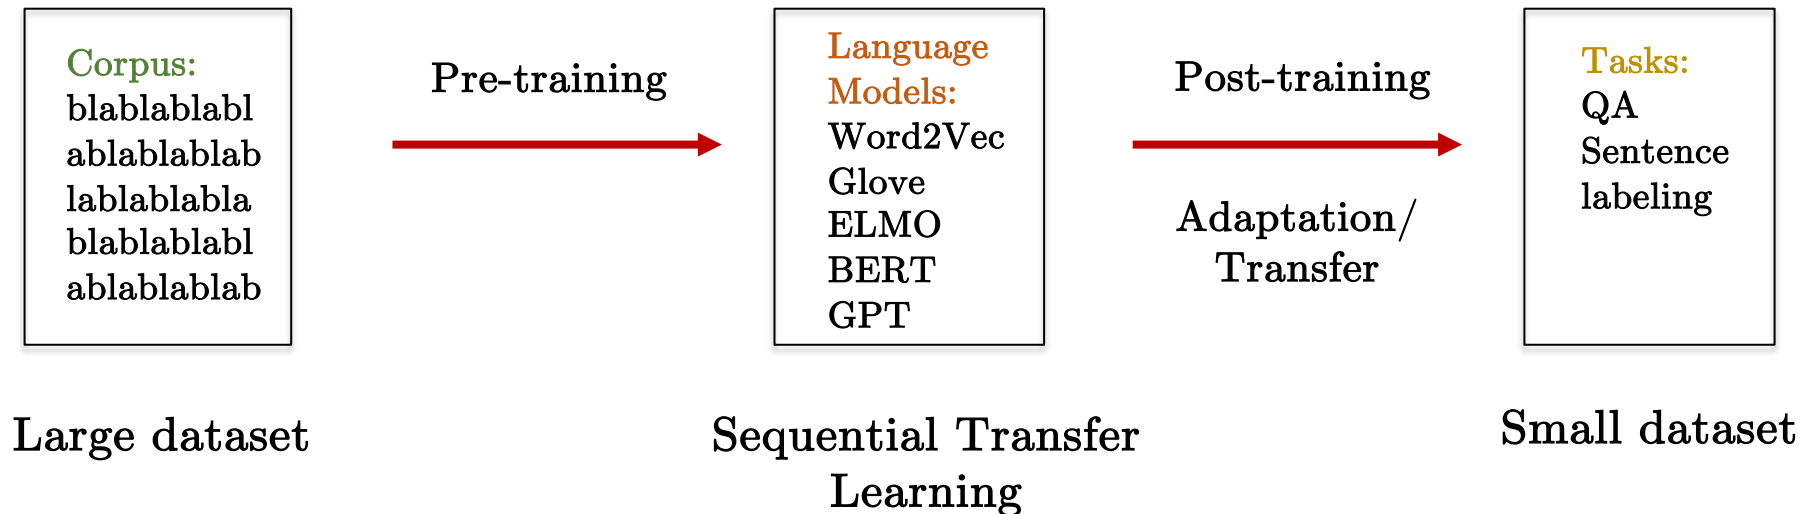 Corpus:
blablablabl
ablablablab
lablablabla
blablablabl
ablablablab
Large dataset
Pre-training
Language
Models:
Word2Vec
Glove
ELMO
BERT
GPT
Sequential Transfer
Learning
Post-training
Adaptation/
Transfer
Tasks:
QA
Sentence
labeling
Small dataset